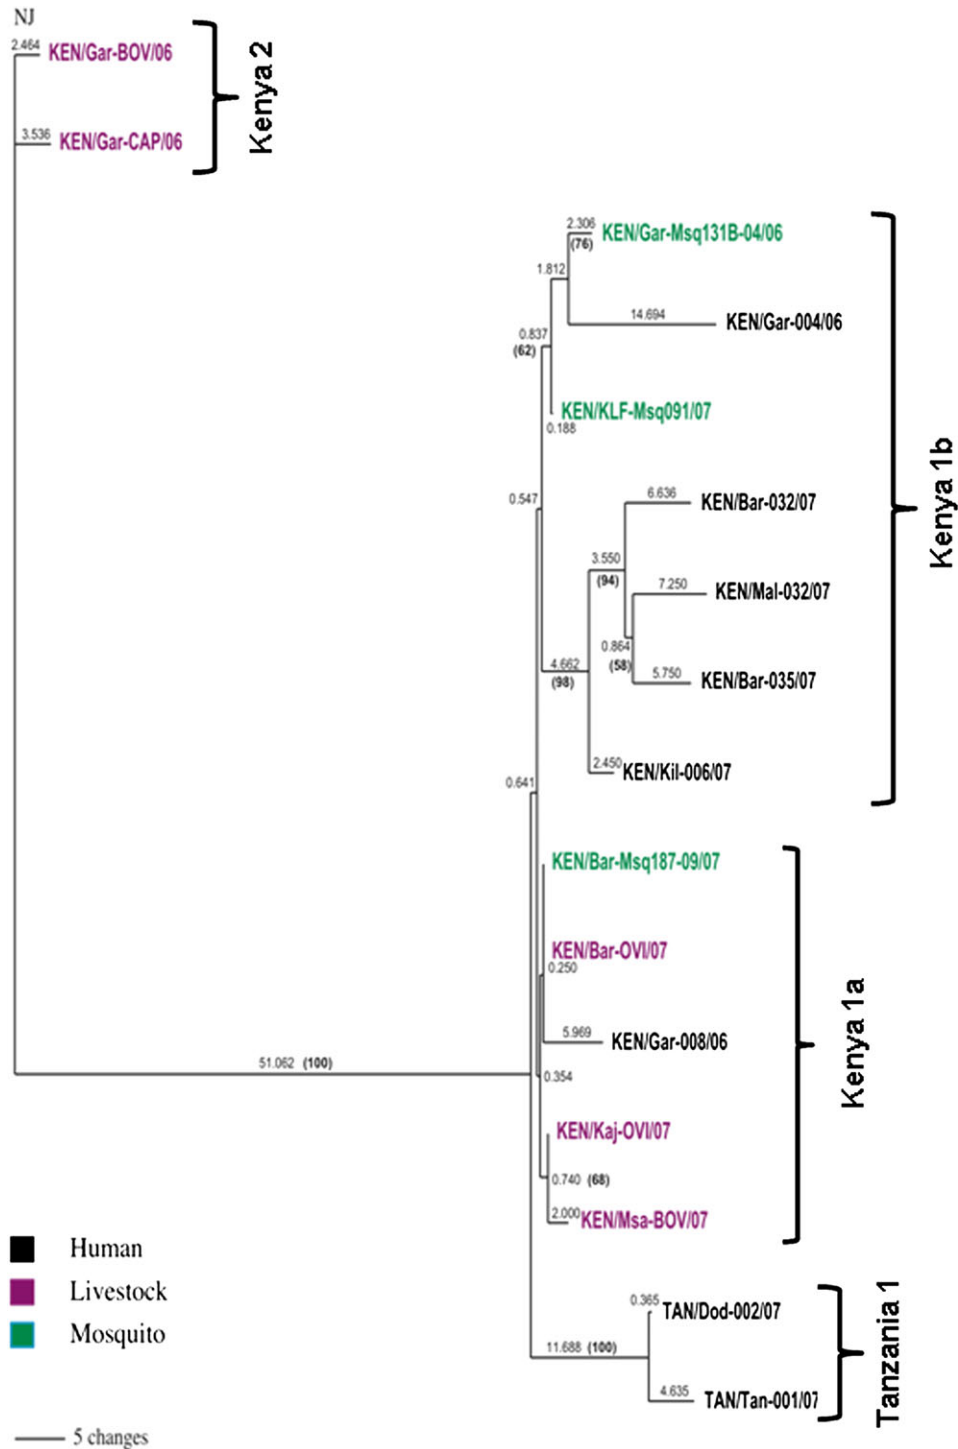 NJ
2.464 KEN/Gar-BOV/06
3.536 KEN/Gar-CAP/06
Kenya 2
2.306 KEN/Gar-Msq131B-04/06
(76)
1.812
14.694 KEN/Gar-004/06
0.837
(62)
KEN/KLF-Msq091/07
0.188
0.547
6.636 KEN/Bar-032/07
3.550
(94)
7.250 KEN/Mal-032/07
0.864
(58)
5.750 KEN/Bar-035/07
4.662
(98)
2.450 KEN/Kil-006/07
Kenya 1b
0.641
KEN/Bar-Msq187-09/07
KEN/Bar-OVI/07
0.250
5.969 KEN/Gar-008/06
51.062 (100)
0.354
KEN/Kaj-OVI/07
0.740 (68)
2.000 KEN/Msa-BOV/07
Kenya 1a
0.365 TAN/Dod-002/07
11.688 (100)
4.635 TAN/Tan-001/07
Tanzania 1
Human
Livestock
Mosquito
5 changes